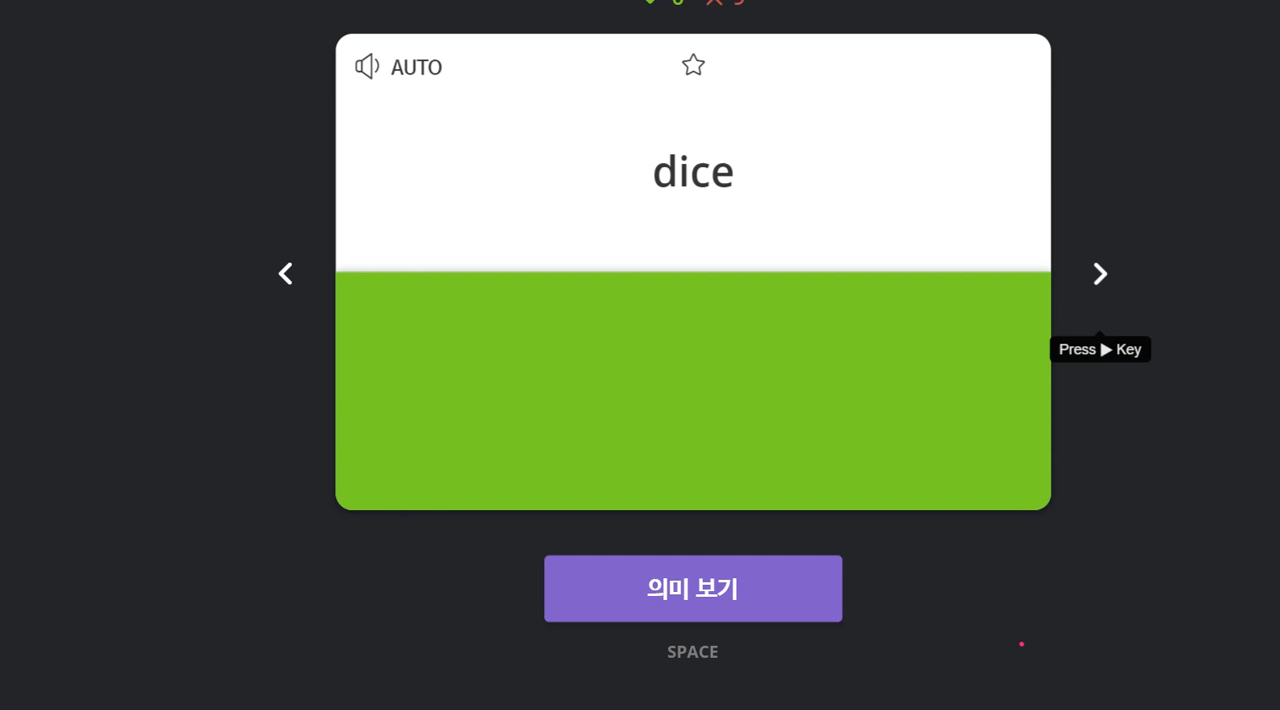 AUTO
dice
Press ▶ Key
의미 보기
SPACE